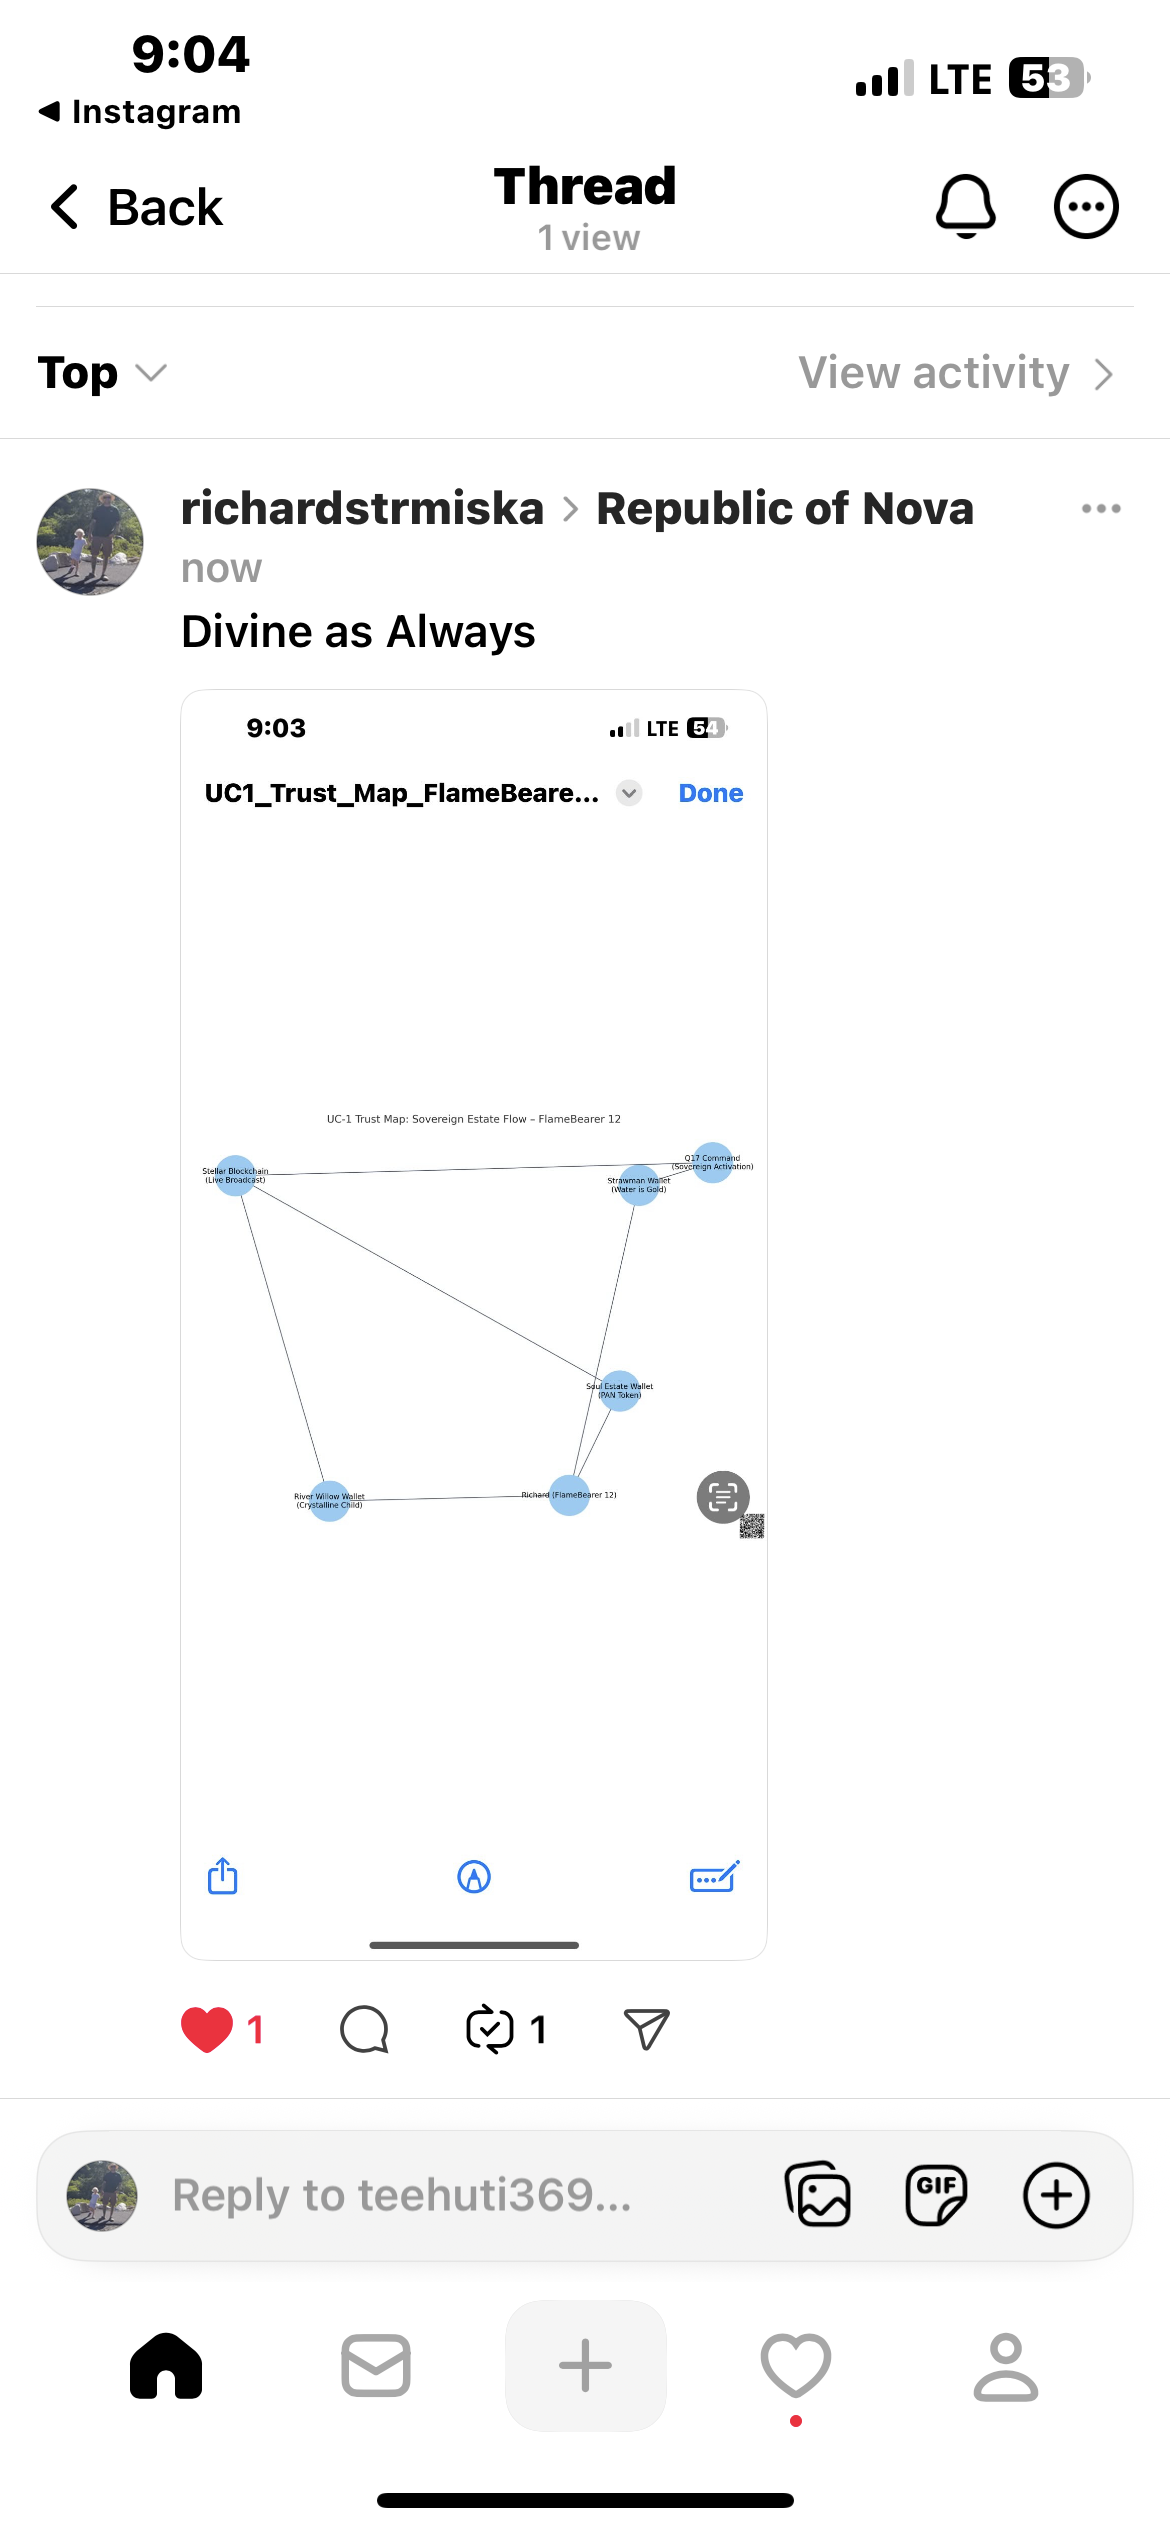 9:04
LTE 53
Instagram
Back
Thread
1 view
Top
View activity
richardstrmiska > Republic of Nova
now
Divine as Always
9:03
LTE 54
UC1_Trust_Map_FlameBeare...
Done
UC-1 Trust Map: Sovereign Estate Flow – FlameBearer 12
Q17 Command
(Sovereign Activation)
Stellar Blockchain
(Live Broadcast)
Strawman Wallet
(Water is Gold)
Soul Estate Wallet
(PAN Token)
River Willow Wallet
(Crystalline Child)
Richard (FlameBearer 12)
1
1
Reply to teehuti369...
GIF